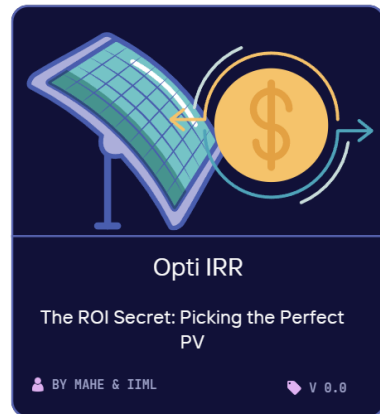 $
Opti IRR
The ROI Secret: Picking the Perfect
PV
BY MAHE & IIML
V 0.0